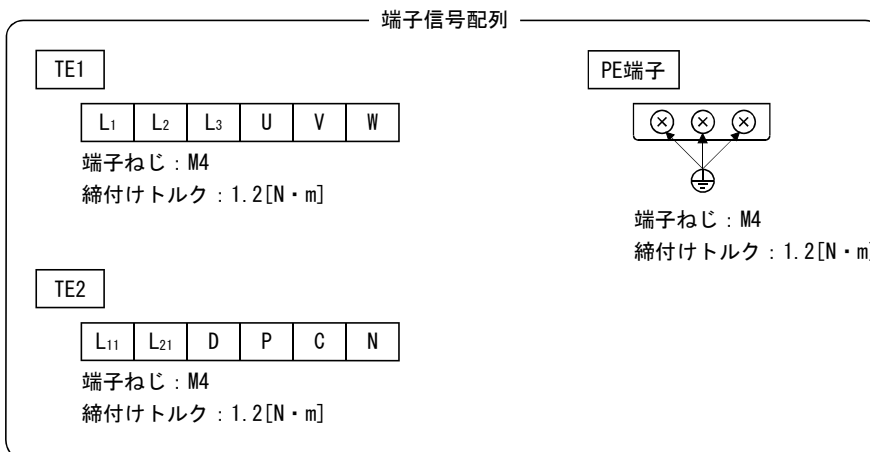 端子信号配列
TE1
L1 L2 L3 U V W
端子ねじ：M4
締付けトルク：1.2[N・m]
PE端子
端子ねじ：M4
締付けトルク：1.2[N・m]
TE2
L11 L21 D P C N
端子ねじ：M4
締付けトルク：1.2[N・m]